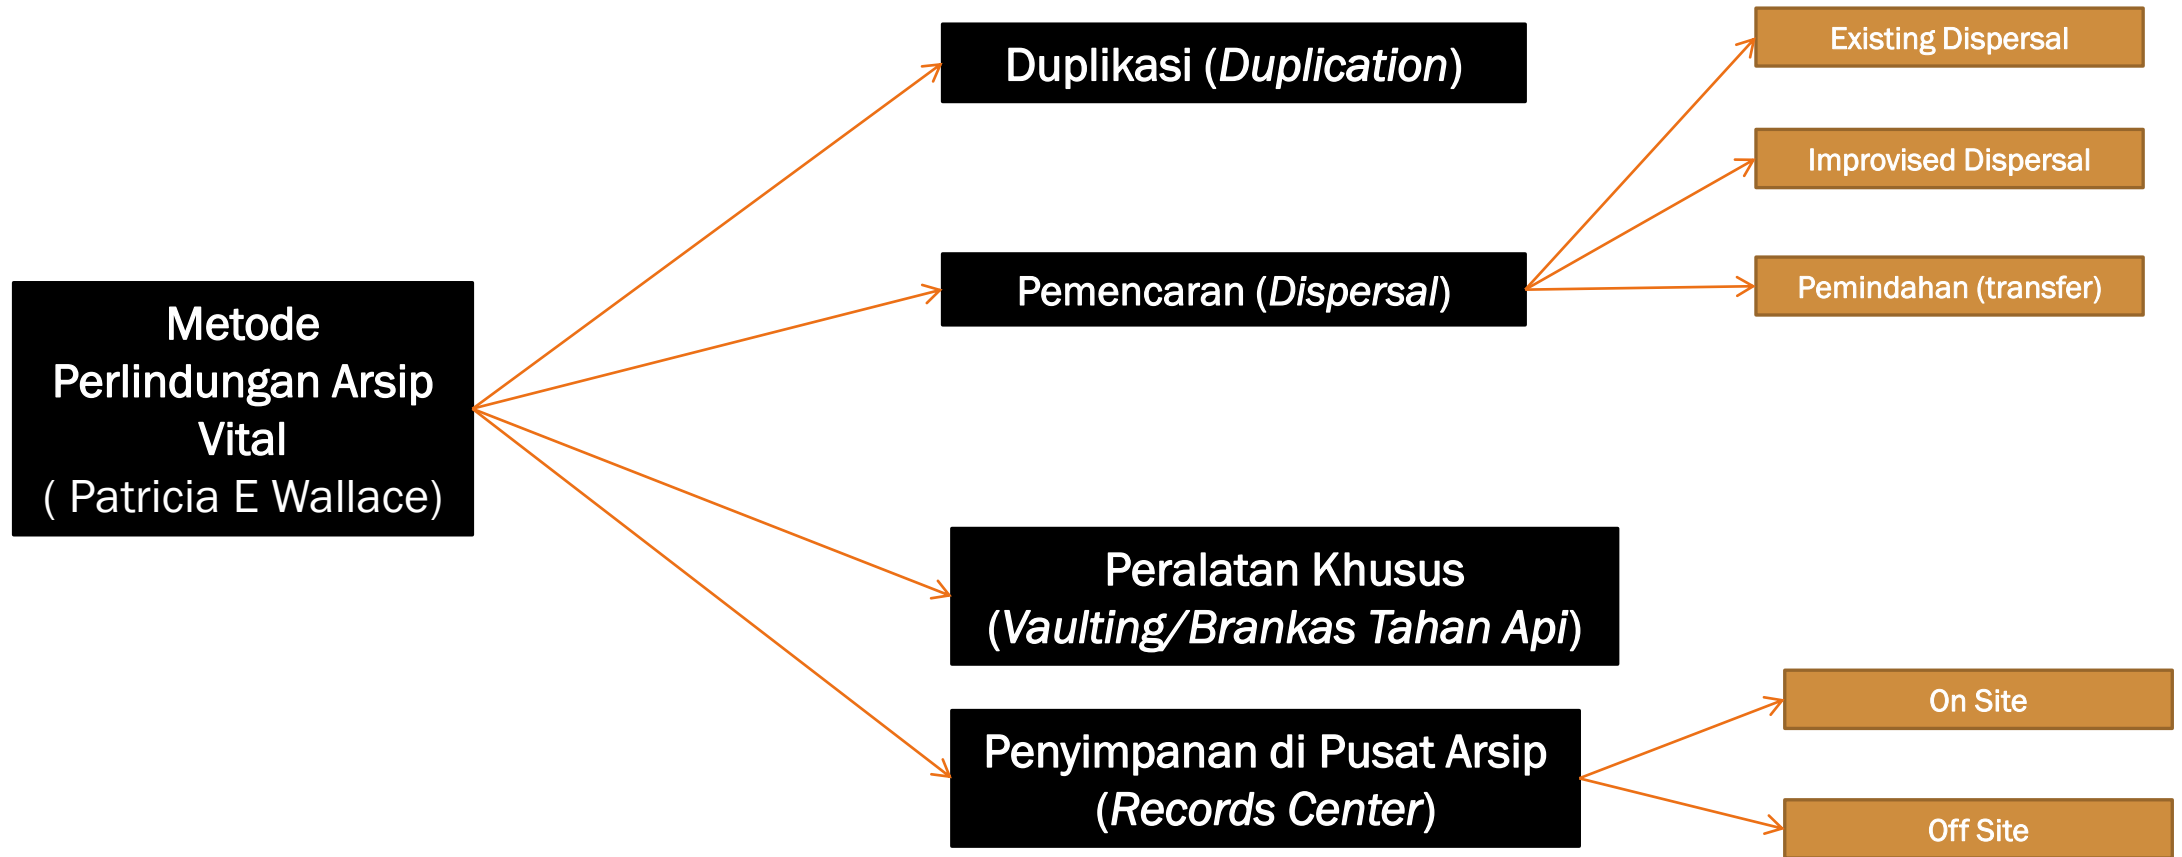 Metode
Perlindungan Arsip
Vital
( Patricia E Wallace)
Duplikasi (Duplication)
Pemencaran (Dispersal)
Existing Dispersal
Improvised Dispersal
Pemindahan (transfer)
Peralatan Khusus
(Vaulting/Brankas Tahan Api)
Penyimpanan di Pusat Arsip
(Records Center)
On Site
Off Site